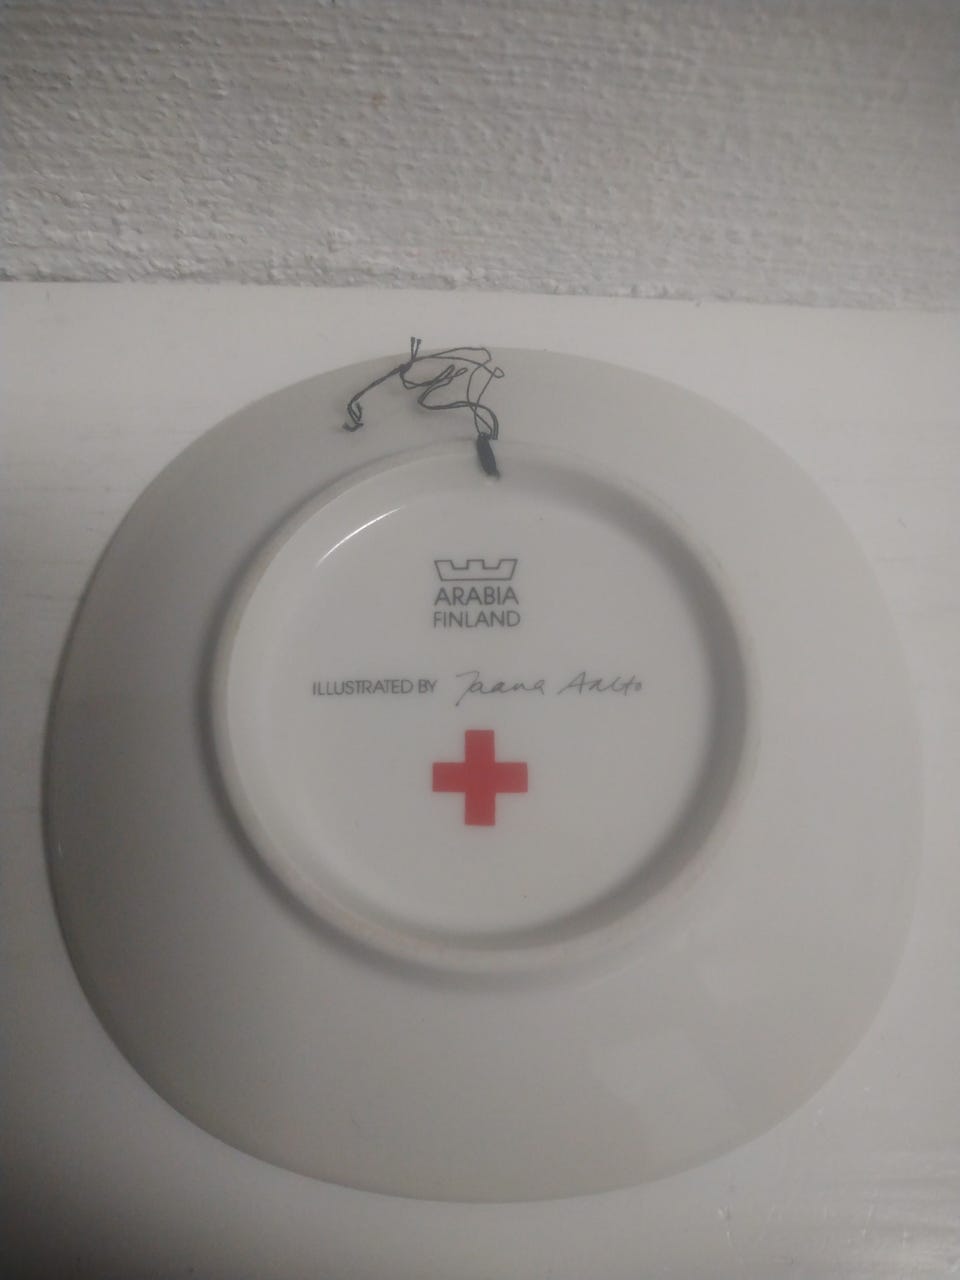 ARABIA
FINLAND
ILLUSTRATED BY Jaana Aalto